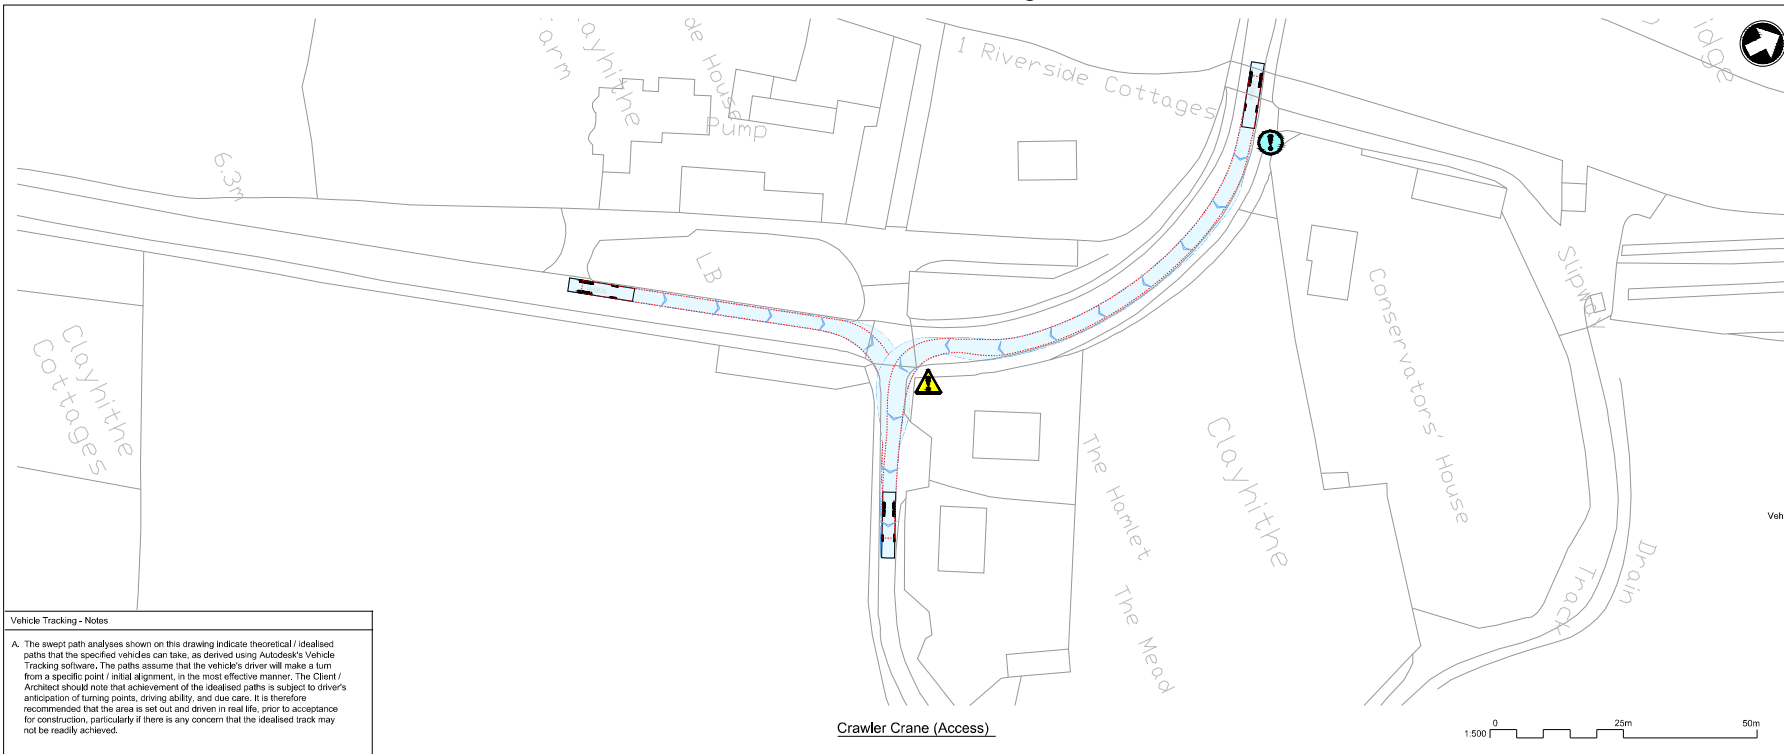 1 Riverside Cottages
Pump
6.3m
LB
Clayhithe
Cottages
Slipway
Conservators' House
Clayhithe
The Hamlet
The Mead
Drain
Track
Veh
Vehicle Tracking - Notes
A. The swept path analyses shown on this drawing indicate theoretical / idealised
paths that the specified vehicles can take, as derived using Autodesk's Vehicle
Tracking software. The paths assume that the vehicle's driver will make a turn
from a specific point / initial alignment, in the most effective manner. The Client /
Architect should note that achievement of the idealised paths is subject to driver's
anticipation of turning points, driving ability, and due care. It is therefore
recommended that the area is set out and driven in real life, prior to acceptance
for construction, particularly if there is any concern that the idealised track may
not be readily achieved.
Crawler Crane (Access)
1:500
0 25m 50m